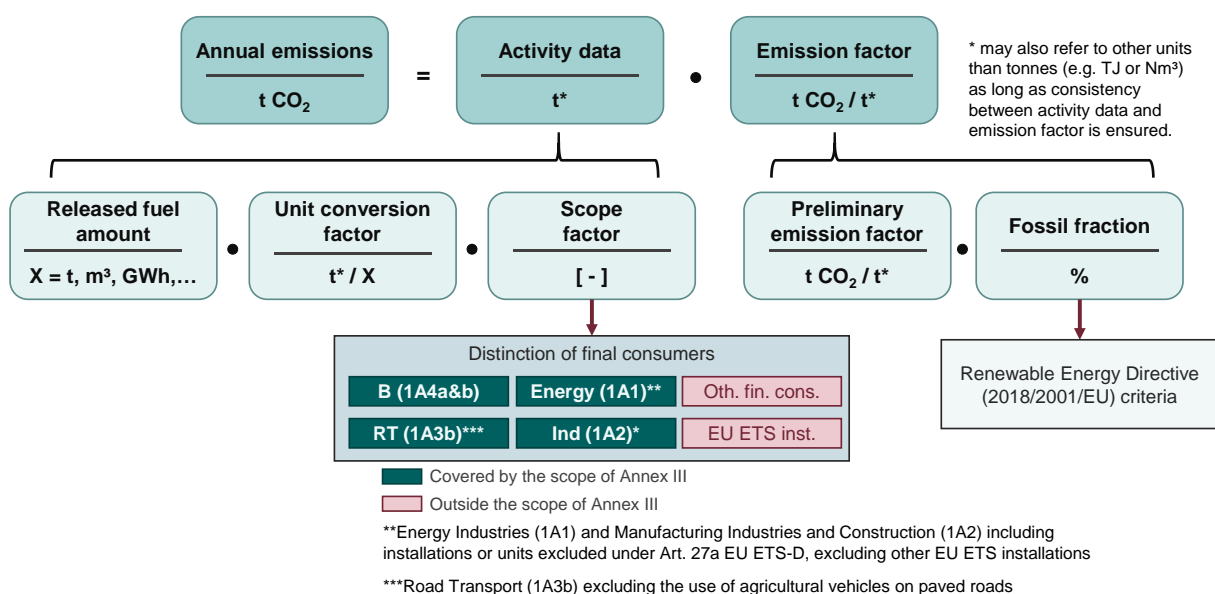 Annual emissions
t CO₂
=
Activity data
t*
•
Emission factor
t CO₂ / t*
* may also refer to other units
than tonnes (e.g. TJ or Nm³)
as long as consistency
between activity data and
emission factor is ensured.
Released fuel
amount
X = t, m³, GWh,…
•
Unit conversion
factor
t* / X
•
Scope
factor
[ - ]
Preliminary
emission factor
t CO₂ / t*
•
Fossil fraction
%
Distinction of final consumers
B (1A4a&b)
Energy (1A1)**
Oth. fin. cons.
RT (1A3b)***
Ind (1A2)*
EU ETS inst.
Renewable Energy Directive
(2018/2001/EU) criteria
Covered by the scope of Annex III
Outside the scope of Annex III
**Energy Industries (1A1) and Manufacturing Industries and Construction (1A2) including
installations or units excluded under Art. 27a EU ETS-D, excluding other EU ETS installations
***Road Transport (1A3b) excluding the use of agricultural vehicles on paved roads